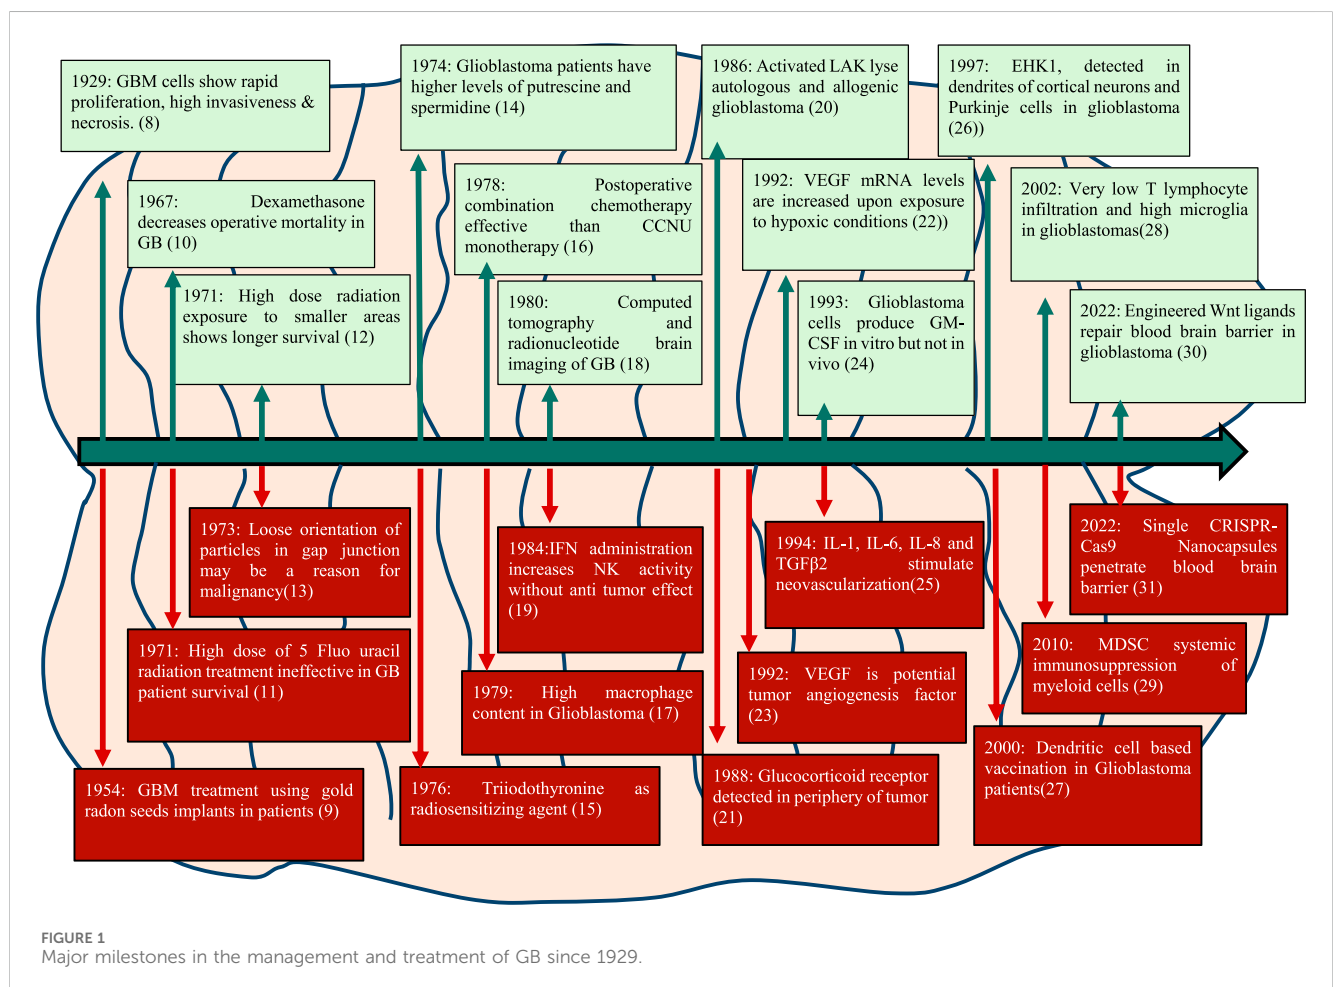 1929: GBM cells show rapid
proliferation, high invasiveness &
necrosis. (8)
1967: Dexamethasone
decreases operative mortality in
GB (10)
1971: High dose radiation
exposure to smaller areas
shows longer survival (12)
1974: Glioblastoma patients have
higher levels of putrescine and
spermidine (14)
1978: Postoperative
combination chemotherapy
effective than CCNU
monotherapy (16)
1980: Computed
tomography and
radionucleotide brain
imaging of GB (18)
1986: Activated LAK lyse
autologous and allogenic
glioblastoma (20)
1992: VEGF mRNA levels
are increased upon exposure
to hypoxic conditions (22))
1993: Glioblastoma
cells produce GM-
CSF in vitro but not in
vivo (24)
1997: EHK1, detected in
dendrites of cortical neurons and
Purkinje cells in glioblastoma
(26))
2002: Very low T lymphocyte
infiltration and high microglia
in glioblastomas(28)
2022: Engineered Wnt ligands
repair blood brain barrier in
glioblastoma (30)
1973: Loose orientation of
particles in gap junction
may be a reason for
malignancy(13)
1971: High dose of 5 Fluo uracil
radiation treatment ineffective in GB
patient survival (11)
1954: GBM treatment using gold
radon seeds implants in patients (9)
1984:IFN administration
increases NK activity
without anti tumor effect
(19)
1979: High macrophage
content in Glioblastoma (17)
1976: Triiodothyronine as
radiosensitizing agent (15)
1994: IL-1, IL-6, IL-8 and
TGFβ2 stimulate
neovascularization(25)
1992: VEGF is potential
tumor angiogenesis factor
(23)
1988: Glucocorticoid receptor
detected in periphery of tumor
(21)
2022: Single CRISPR-
Cas9 Nanocapsules
penetrate blood brain
barrier (31)
2010: MDSC systemic
immunosuppression of
myeloid cells (29)
2000: Dendritic cell based
vaccination in Glioblastoma
patients(27)
FIGURE 1
Major milestones in the management and treatment of GB since 1929.